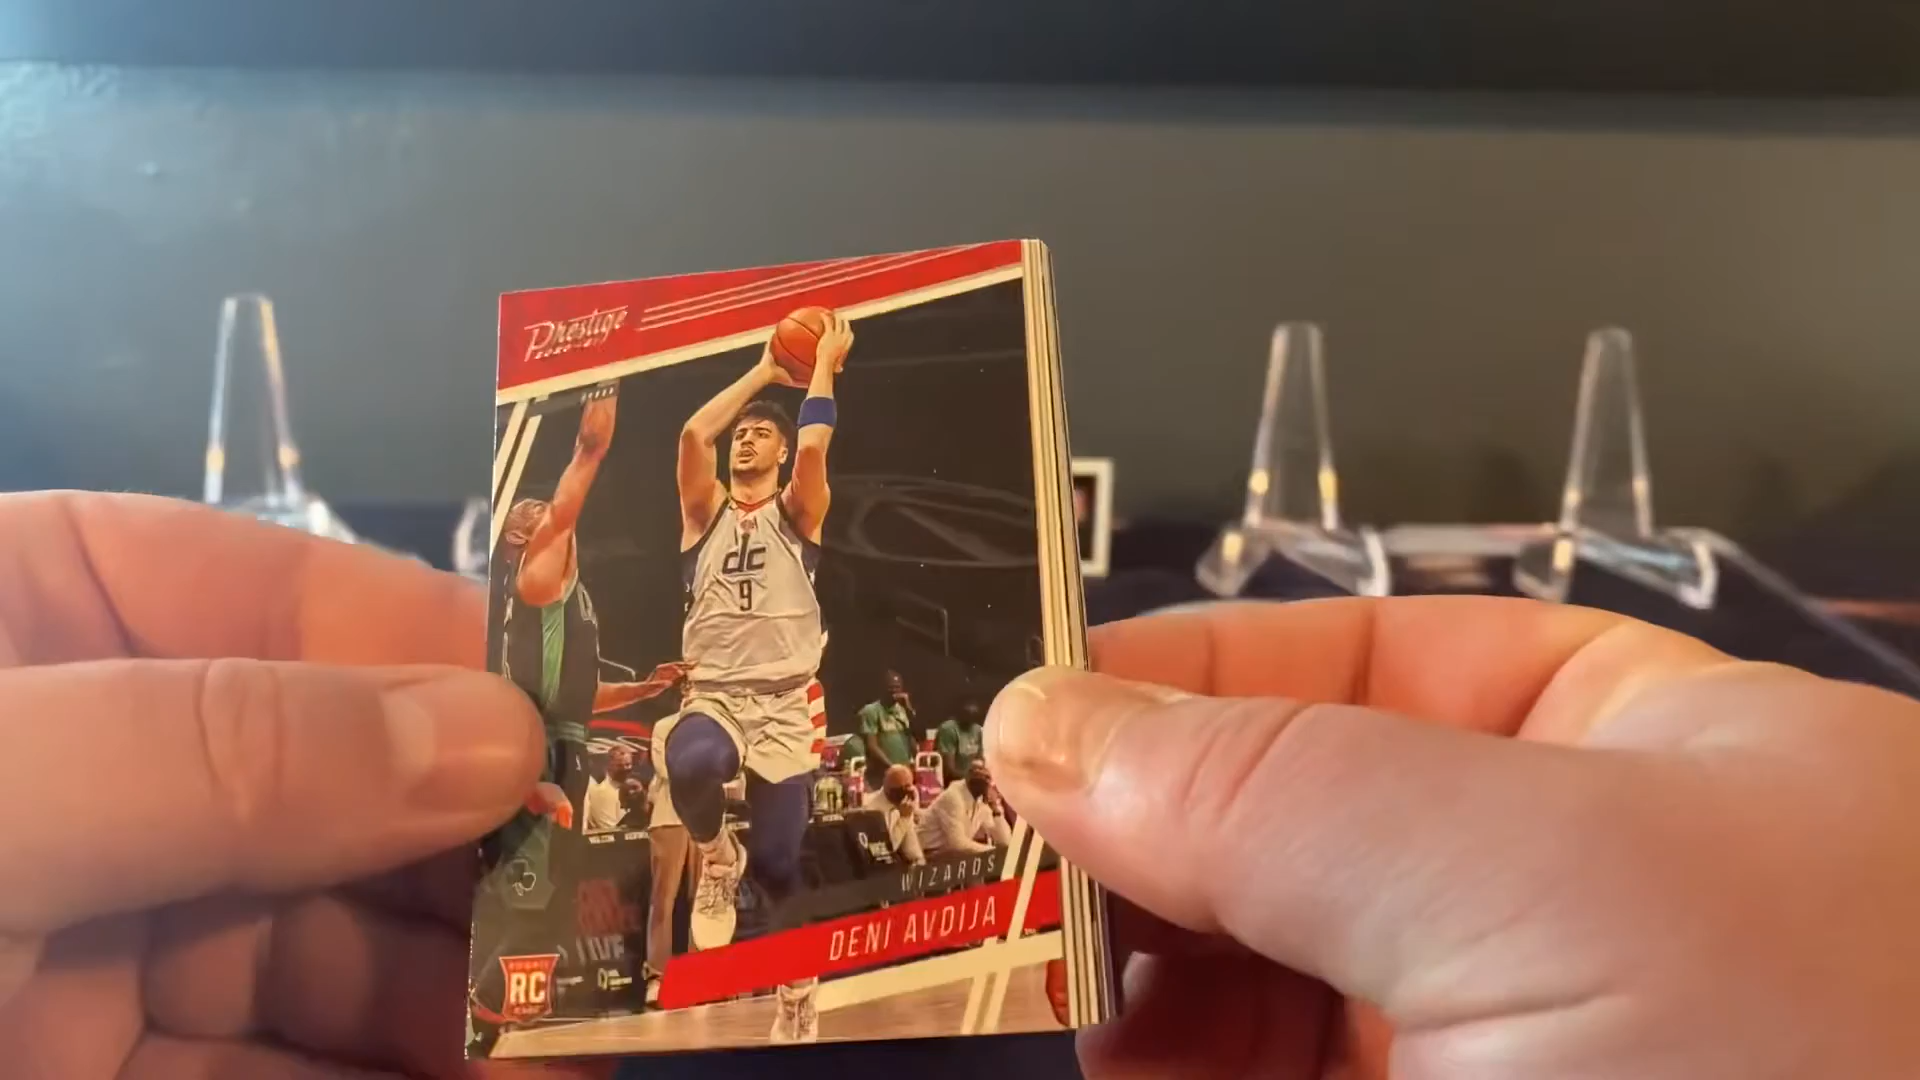 Prestige
dc
9
WIZARDS
DENI AVDIJA
RC